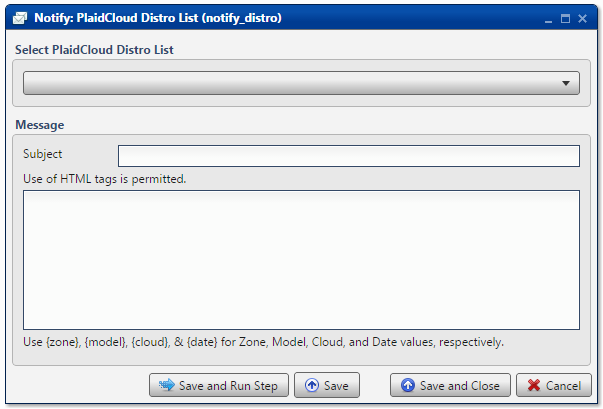 Notify: PlaidCloud Distro List (notify_distro)
Select PlaidCloud Distro List
Message
Subject
Use of HTML tags is permitted.
Use {zone}, {model}, {cloud}, & {date} for Zone, Model, Cloud, and Date values, respectively.
Save and Run Step Save Save and Close Cancel